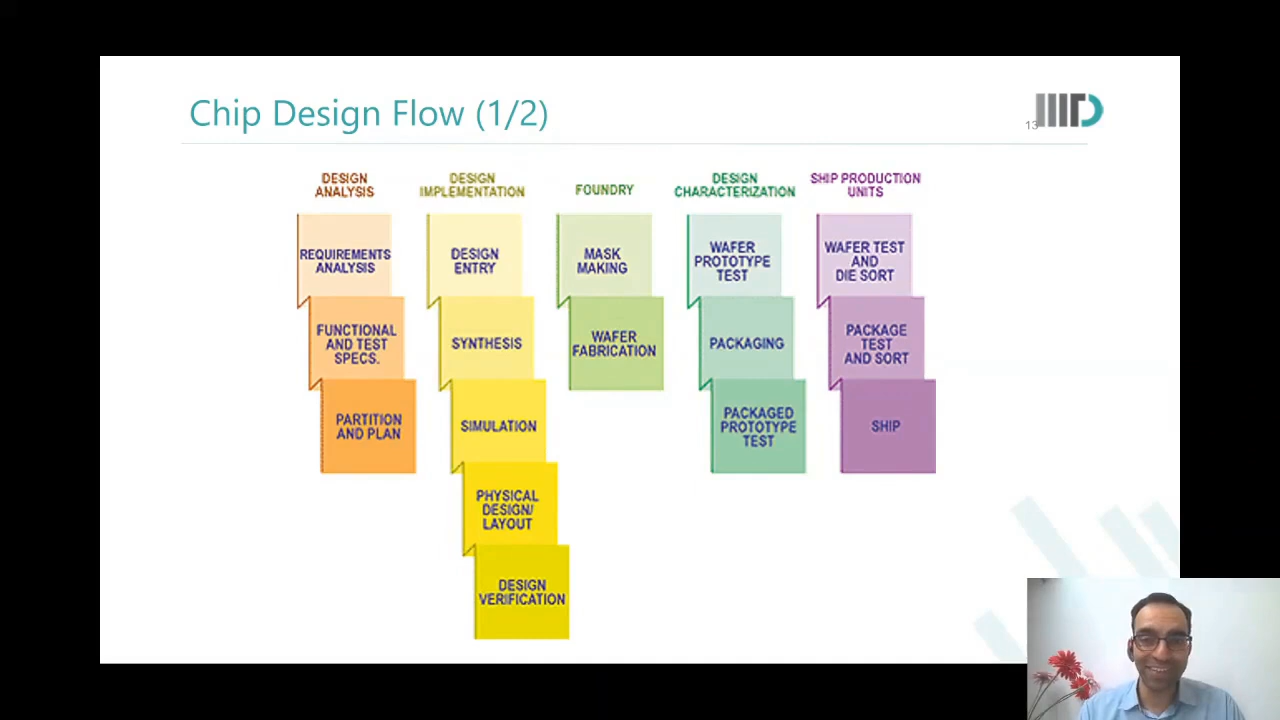 Chip Design Flow (1/2)
13
IIITD
DESIGN
ANALYSIS
REQUIREMENTS
ANALYSIS
FUNCTIONAL
AND TEST
SPECS.
PARTITION
AND PLAN
DESIGN
IMPLEMENTATION
DESIGN
ENTRY
SYNTHESIS
SIMULATION
PHYSICAL
DESIGN/
LAYOUT
DESIGN
VERIFICATION
FOUNDRY
MASK
MAKING
WAFER
FABRICATION
DESIGN
CHARACTERIZATION
WAFER
PROTOTYPE
TEST
PACKAGING
PACKAGED
PROTOTYPE
TEST
SHIP PRODUCTION
UNITS
WAFER TEST
AND
DIE SORT
PACKAGE
TEST
AND SORT
SHIP